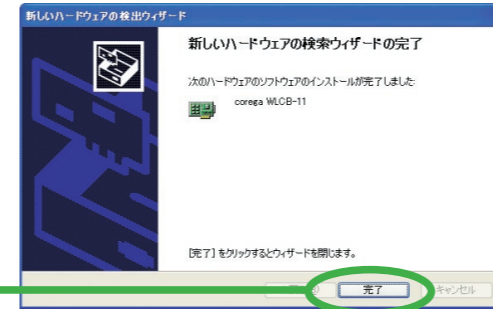 新しいハードウェアの検出ウィザード
新しいハードウェアの検索ウィザードの完了
次のハードウェアのソフトウェアのインストールが完了しました:
corega WLCB-11
[完了] をクリックするとウィザードを閉じます。
完了
キャンセル